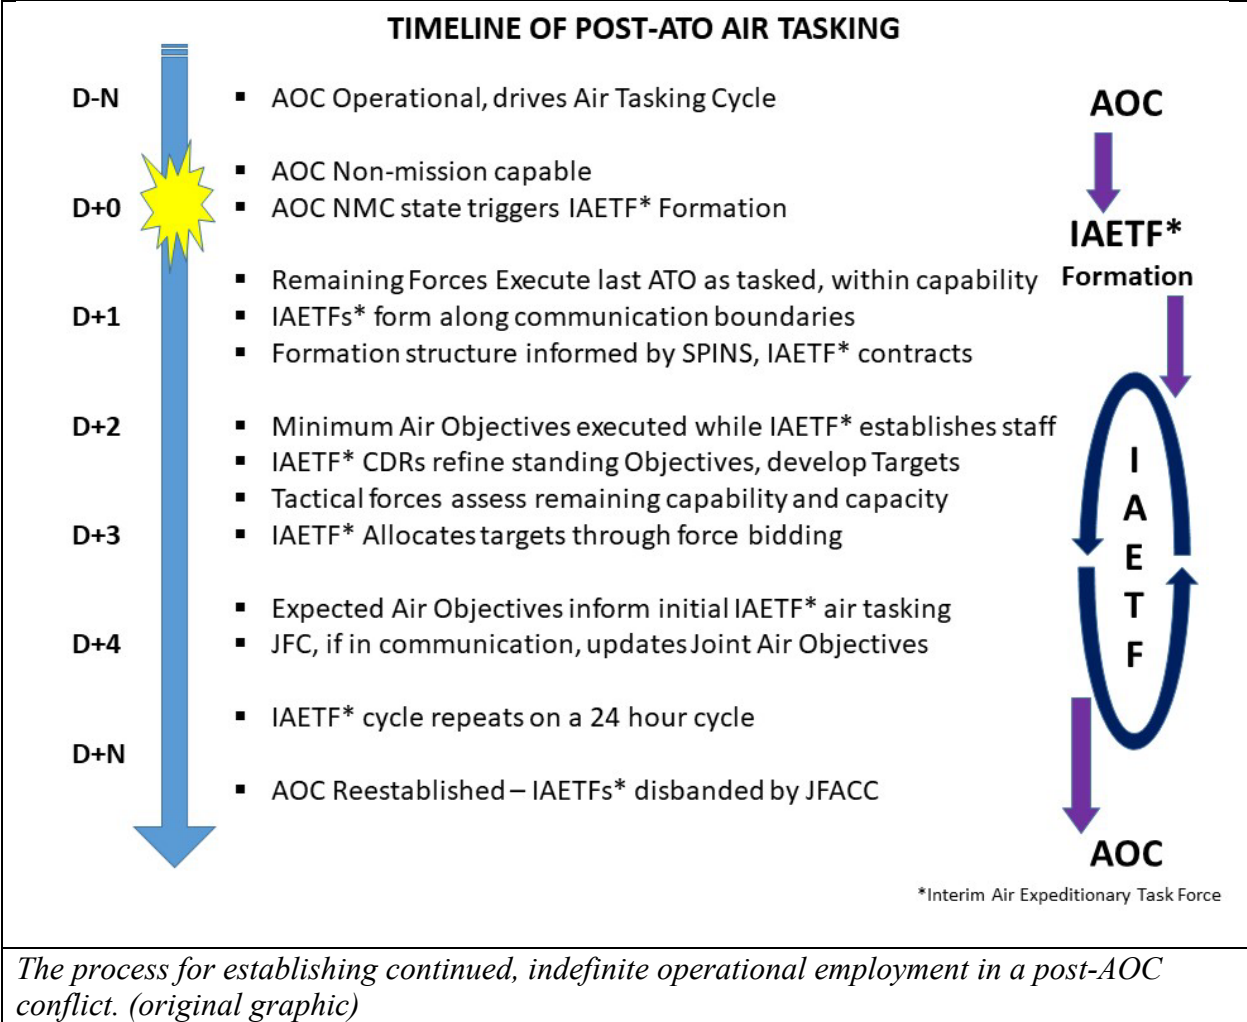 TIMELINE OF POST-ATO AIR TASKING
D-N
▪ AOC Operational, drives Air Tasking Cycle
▪ AOC Non-mission capable
D+0
▪ AOC NMC state triggers IAETF* Formation
▪ Remaining Forces Execute last ATO as tasked, within capability
D+1
▪ IAETFs* form along communication boundaries
▪ Formation structure informed by SPINS, IAETF* contracts
D+2
▪ Minimum Air Objectives executed while IAETF* establishes staff
▪ IAETF* CDRs refine standing Objectives, develop Targets
▪ Tactical forces assess remaining capability and capacity
D+3
▪ IAETF* Allocates targets through force bidding
▪ Expected Air Objectives inform initial IAETF* air tasking
D+4
▪ JFC, if in communication, updates Joint Air Objectives
▪ IAETF* cycle repeats on a 24 hour cycle
D+N
▪ AOC Reestablished – IAETFs* disbanded by JFACC
AOC
IAETF*
Formation
I
A
E
T
F
AOC
*Interim Air Expeditionary Task Force
The process for establishing continued, indefinite operational employment in a post-AOC
conflict. (original graphic)